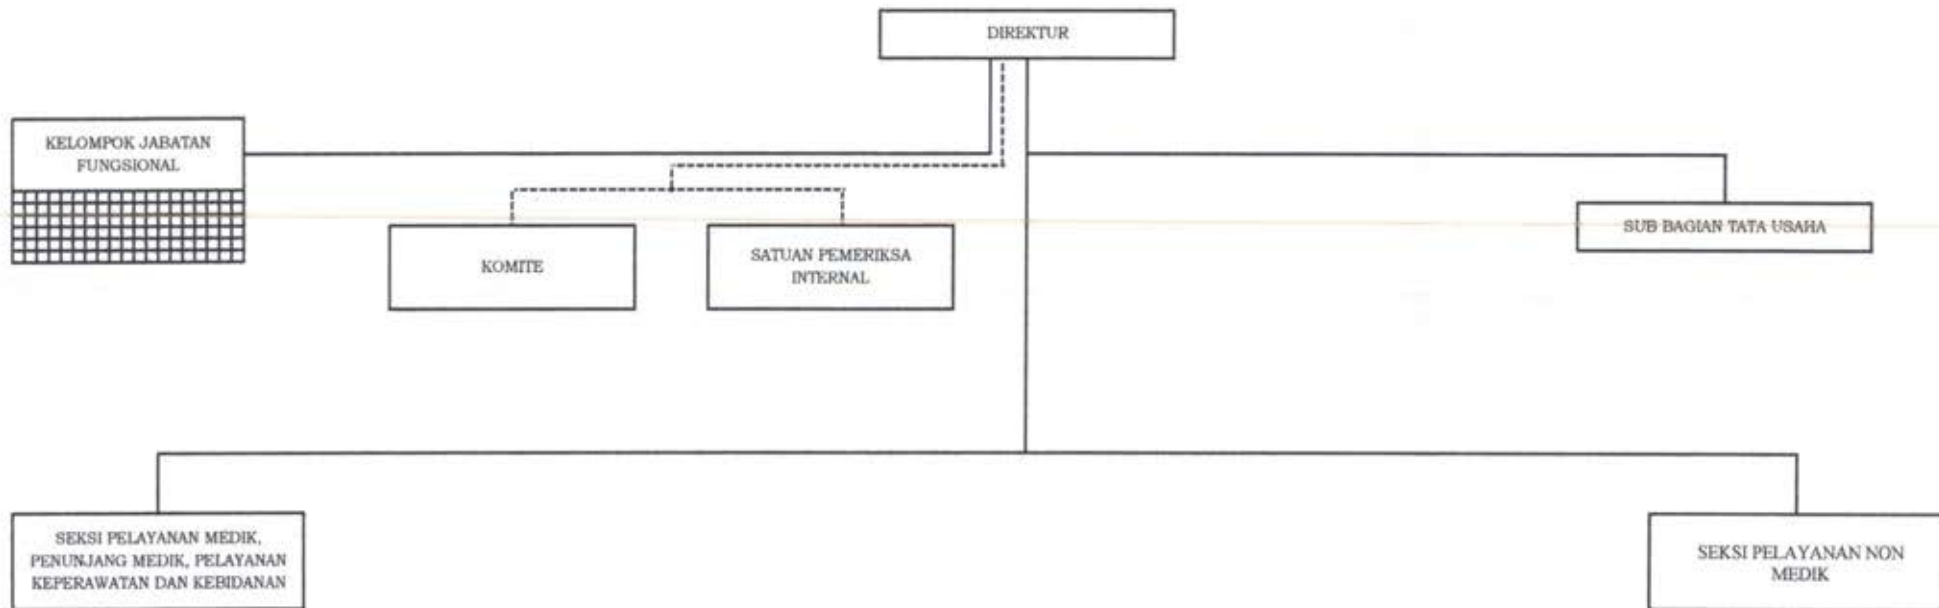 DIREKTUR
KELOMPOK JABATAN
FUNGSIONAL
KOMITE
SATUAN PEMERIKSA
INTERNAL
SUB BAGIAN TATA USAHA
SEKSI PELAYANAN MEDIK,
PENUNJANG MEDIK, PELAYANAN
KEPERAWATAN DAN KEBIDANAN
SEKSI PELAYANAN NON
MEDIK